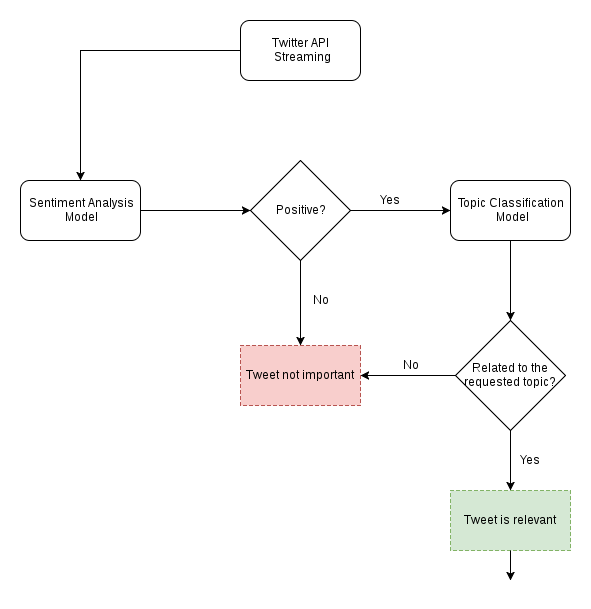 Twitter API
Streaming
Sentiment Analysis
Model
Positive?
Yes
Topic Classification
Model
No
Tweet not important
No
Related to the
requested topic?
Yes
Tweet is relevant